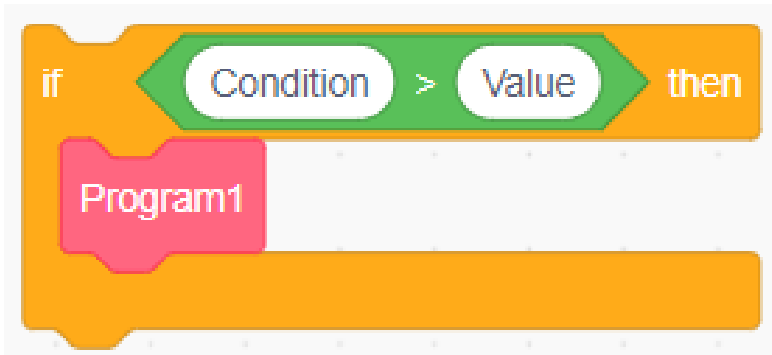 if Condition > Value then
Program1